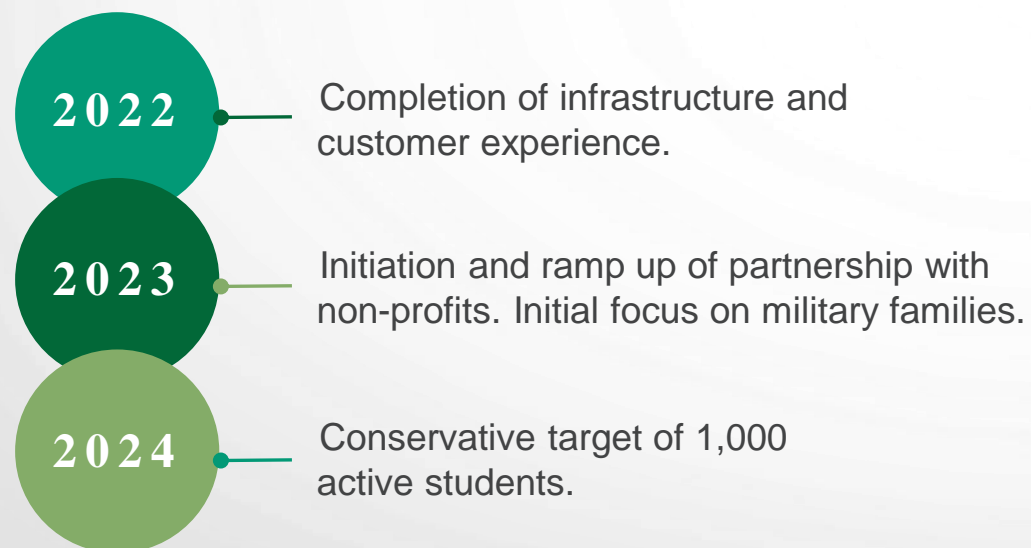 2022
Completion of infrastructure and
customer experience.
2023
Initiation and ramp up of partnership with
non-profits. Initial focus on military families.
2024
Conservative target of 1,000
active students.